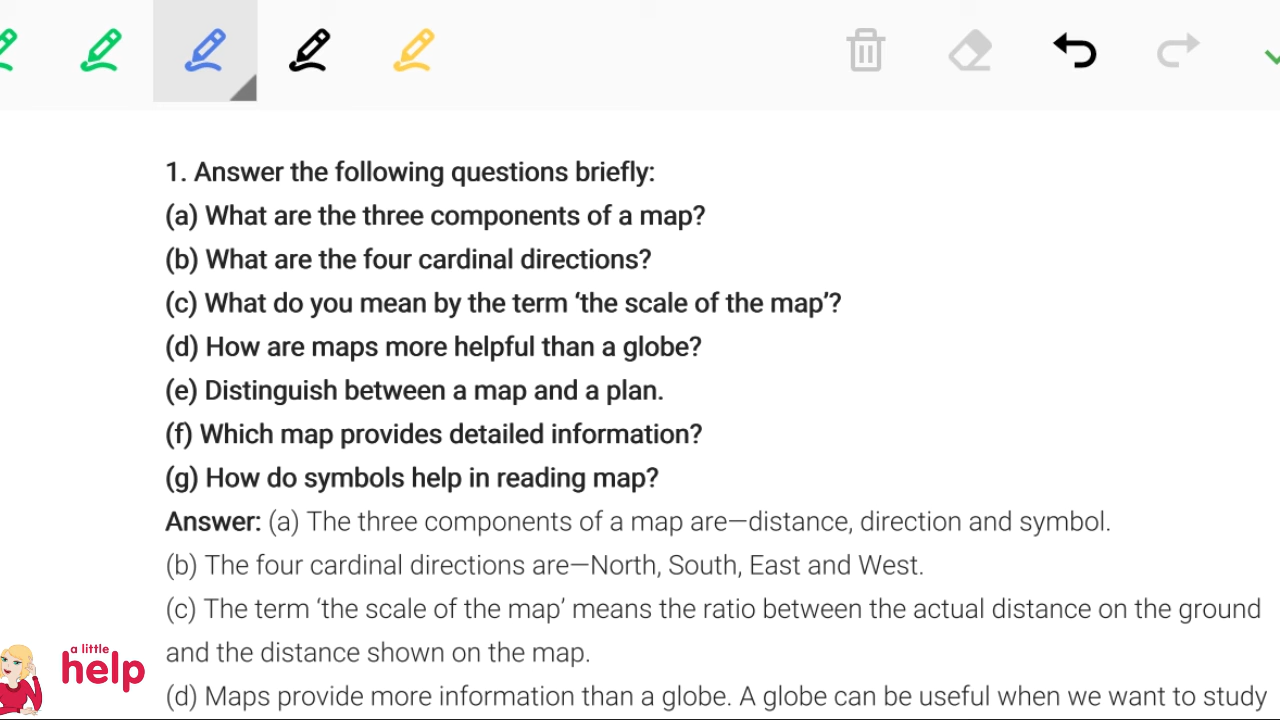 1. Answer the following questions briefly:
(a) What are the three components of a map?
(b) What are the four cardinal directions?
(c) What do you mean by the term ‘the scale of the map’?
(d) How are maps more helpful than a globe?
(e) Distinguish between a map and a plan.
(f) Which map provides detailed information?
(g) How do symbols help in reading map?
Answer: (a) The three components of a map are—distance, direction and symbol.
(b) The four cardinal directions are—North, South, East and West.
(c) The term ‘the scale of the map’ means the ratio between the actual distance on the ground
and the distance shown on the map.
(d) Maps provide more information than a globe. A globe can be useful when we want to study
a little
help